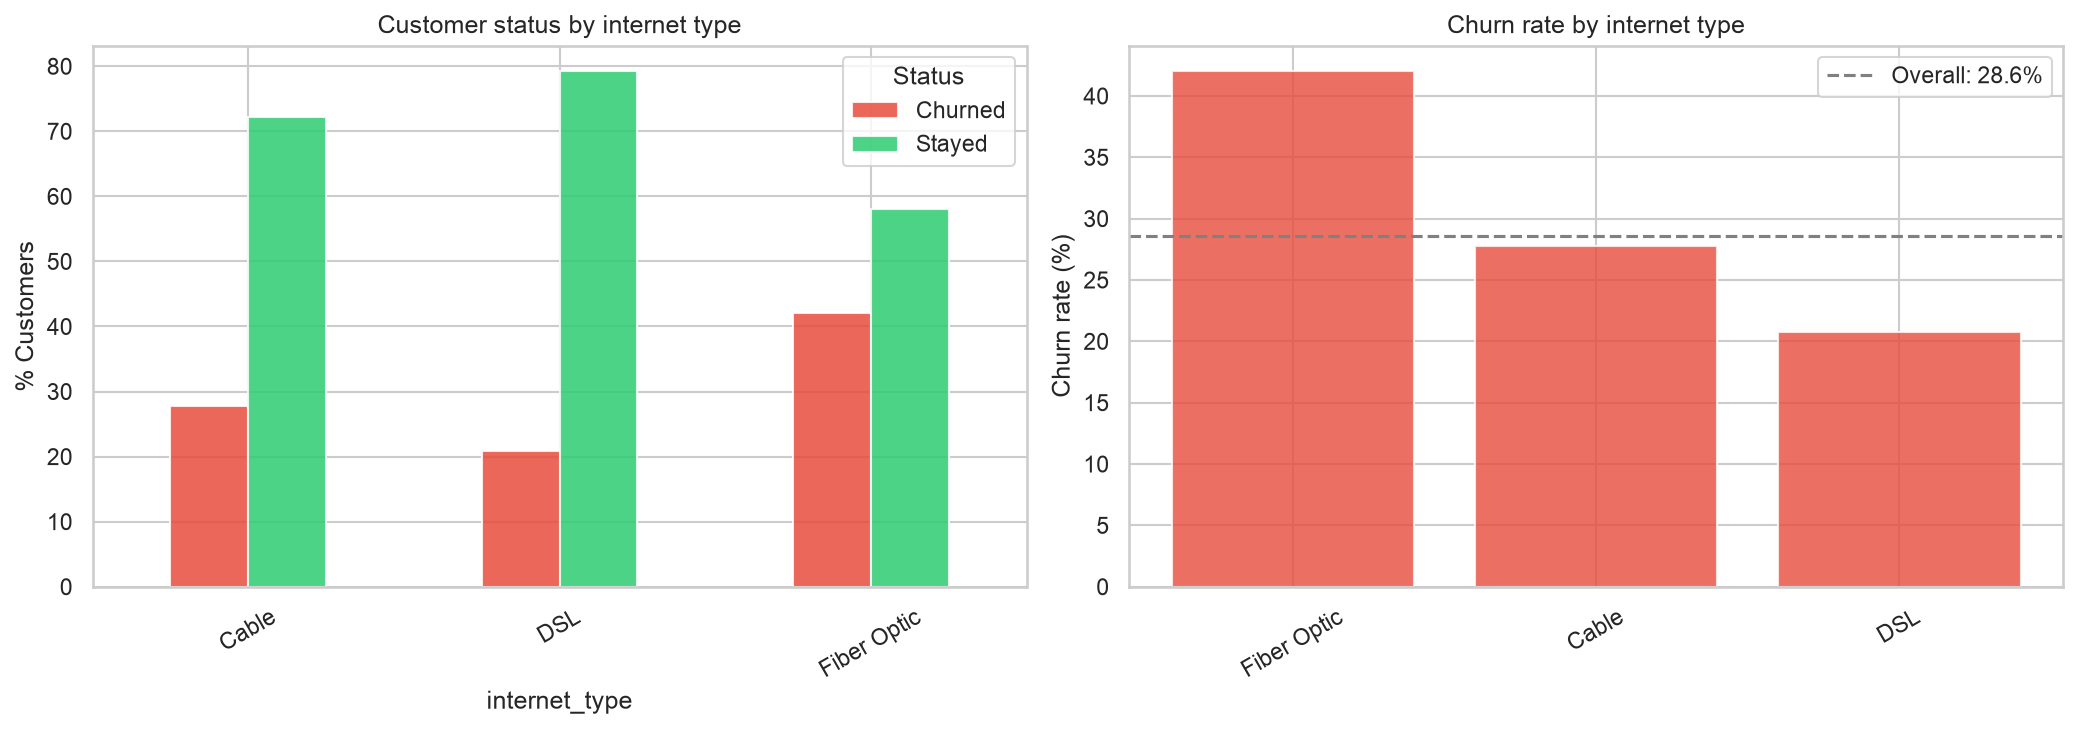 Customer status by internet type
% Customers
80
70
60
50
40
30
20
10
0
Status
Churned
Stayed
Cable
DSL
Fiber Optic
internet_type
Churn rate by internet type
Churn rate (%)
40
35
30
25
20
15
10
5
0
Overall: 28.6%
Fiber Optic
Cable
DSL